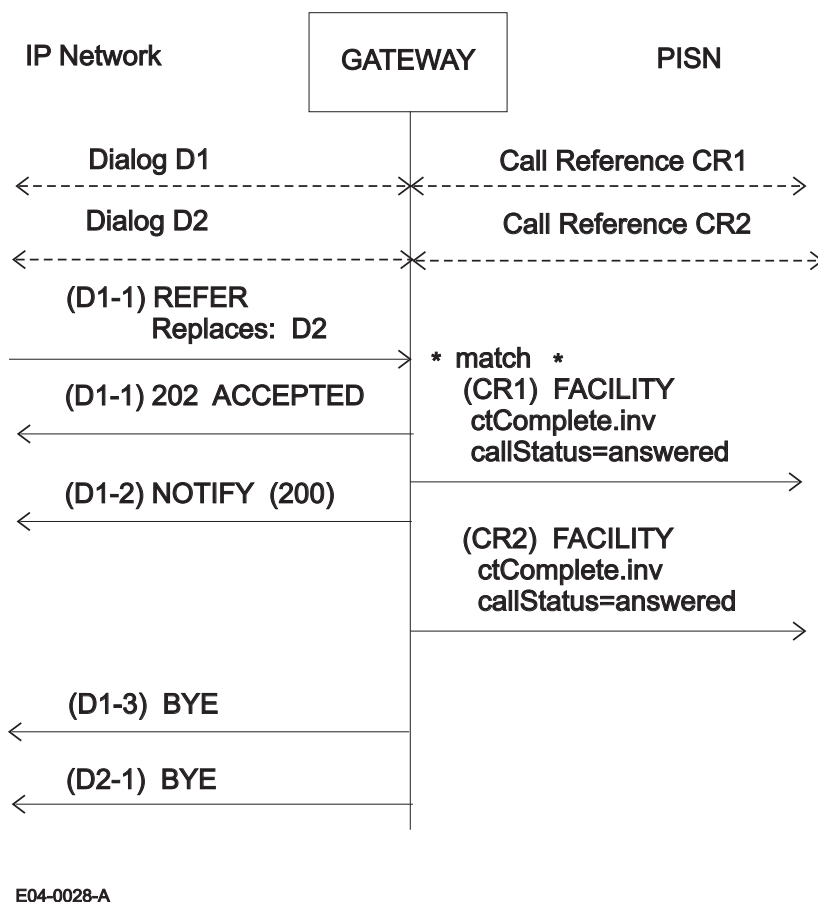 IP Network
GATEWAY
PISN
Dialog D1
Call Reference CR1
Dialog D2
Call Reference CR2
(D1-1) REFER
Replaces: D2
* match *
(D1-1) 202 ACCEPTED
(CR1) FACILITY
ctComplete.inv
callStatus=answered
(D1-2) NOTIFY (200)
(CR2) FACILITY
ctComplete.inv
callStatus=answered
(D1-3) BYE
(D2-1) BYE
E04-0028-A